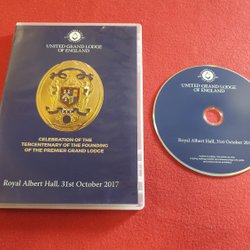 UNITED GRAND LODGE
OF ENGLAND
CELEBRATION OF THE
TERCENTENARY OF THE FOUNDING
OF THE PREMIER GRAND LODGE
Royal Albert Hall, 31st October 2017
UNITED GRAND LODGE
OF ENGLAND
Royal Albert Hall, 31st October 201